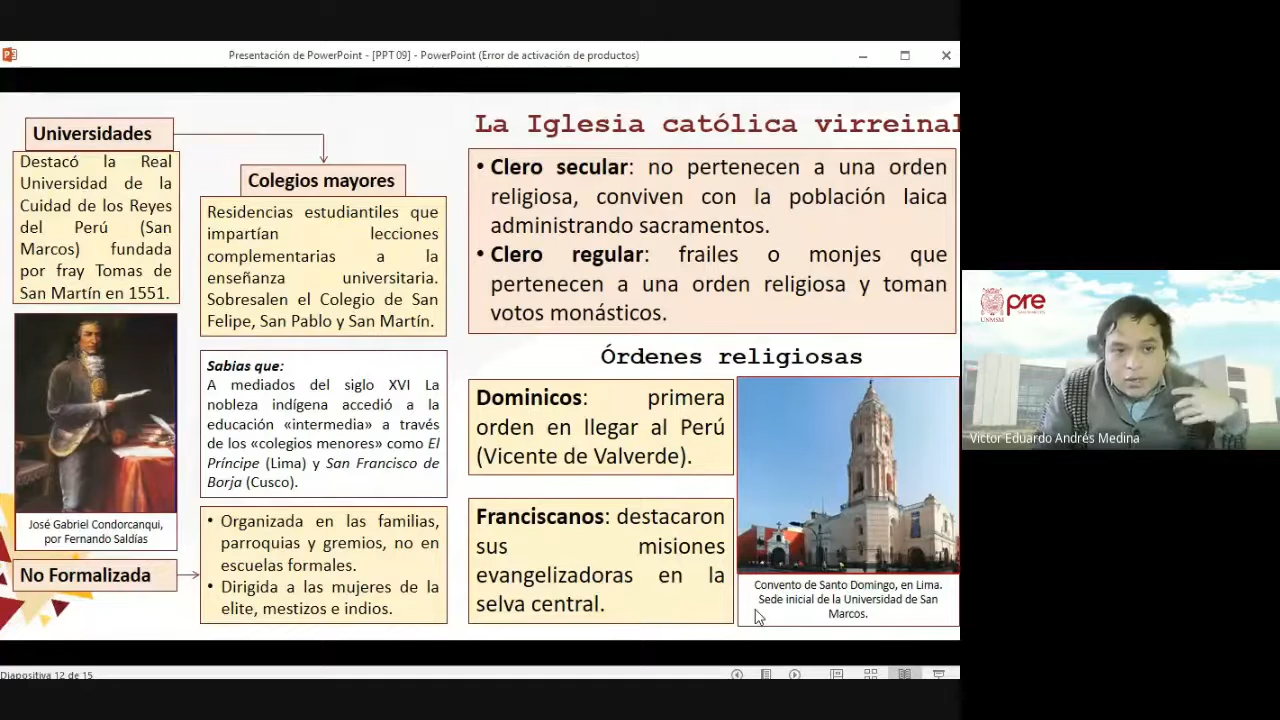 Presentación de PowerPoint - [PPT 09] - PowerPoint (Error de activación de productos)
Universidades
Destacó la Real
Universidad de la
Cuidad de los Reyes
del Perú (San
Marcos) fundada
por fray Tomas de
San Martín en 1551.
José Gabriel Condorcanqui,
por Fernando Saldías
No Formalizada
Colegios mayores
Residencias estudiantiles que
impartían lecciones
complementarias a la
enseñanza universitaria.
Sobresalen el Colegio de San
Felipe, San Pablo y San Martín.
Sabias que:
A mediados del siglo XVI La
nobleza indígena accedió a la
educación «intermedia» a través
de los «colegios menores» como El
Príncipe (Lima) y San Francisco de
Borja (Cusco).
• Organizada en las familias,
parroquias y gremios, no en
escuelas formales.
• Dirigida a las mujeres de la
elite, mestizos e indios.
La Iglesia católica virreinal
• Clero secular: no pertenecen a una orden
religiosa, conviven con la población laica
administrando sacramentos.
• Clero regular: frailes o monjes que
pertenecen a una orden religiosa y toman
votos monásticos.
Órdenes religiosas
Dominicos: primera
orden en llegar al Perú
(Vicente de Valverde).
Franciscanos: destacaron
sus misiones
evangelizadoras en la
selva central.
Convento de Santo Domingo, en Lima.
Sede inicial de la Universidad de San
Marcos.
Diapositiva 12 de 15
UNMSM
pre
SAN MARCOS
Victor Eduardo Andrés Medina